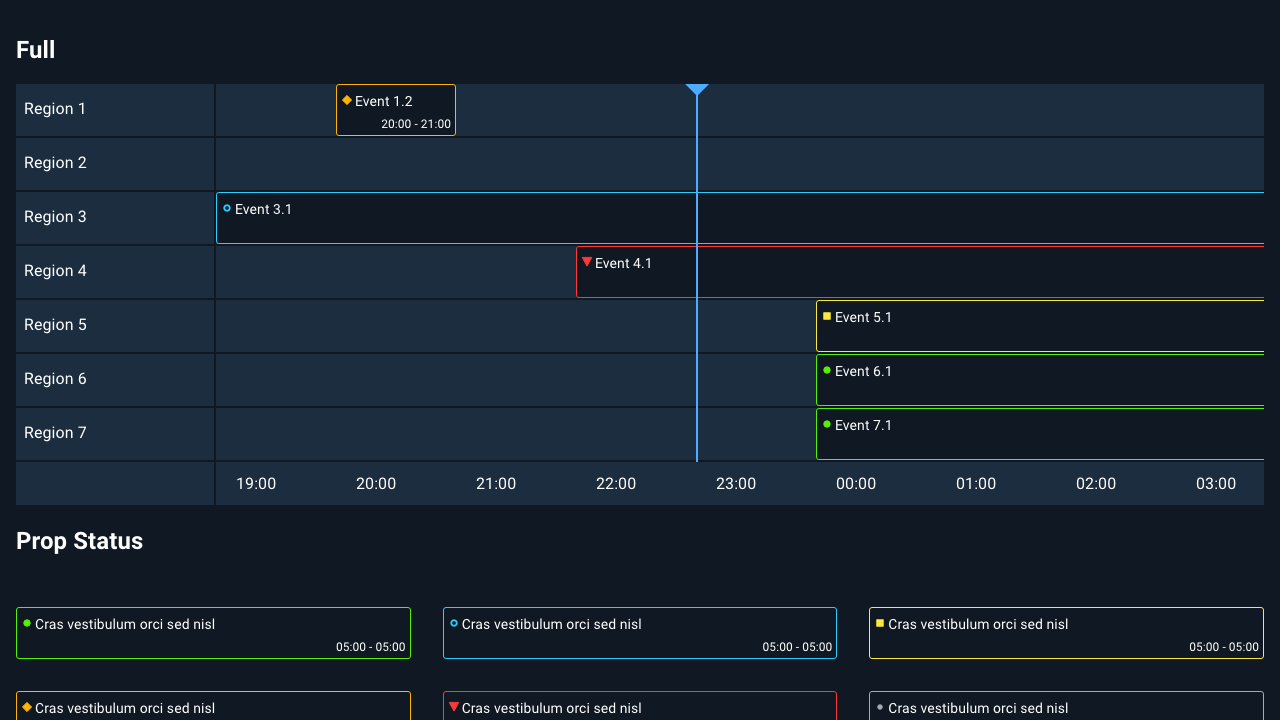 Full
Region 1
Event 1.2
20:00 - 21:00
Region 2
Region 3
Event 3.1
Region 4
Event 4.1
Region 5
Event 5.1
Region 6
Event 6.1
Region 7
Event 7.1
19:00 20:00 21:00 22:00 23:00 00:00 01:00 02:00 03:00
Prop Status
Cras vestibulum orci sed nisl
05:00 - 05:00
Cras vestibulum orci sed nisl
05:00 - 05:00
Cras vestibulum orci sed nisl
05:00 - 05:00
Cras vestibulum orci sed nisl
Cras vestibulum orci sed nisl
Cras vestibulum orci sed nisl